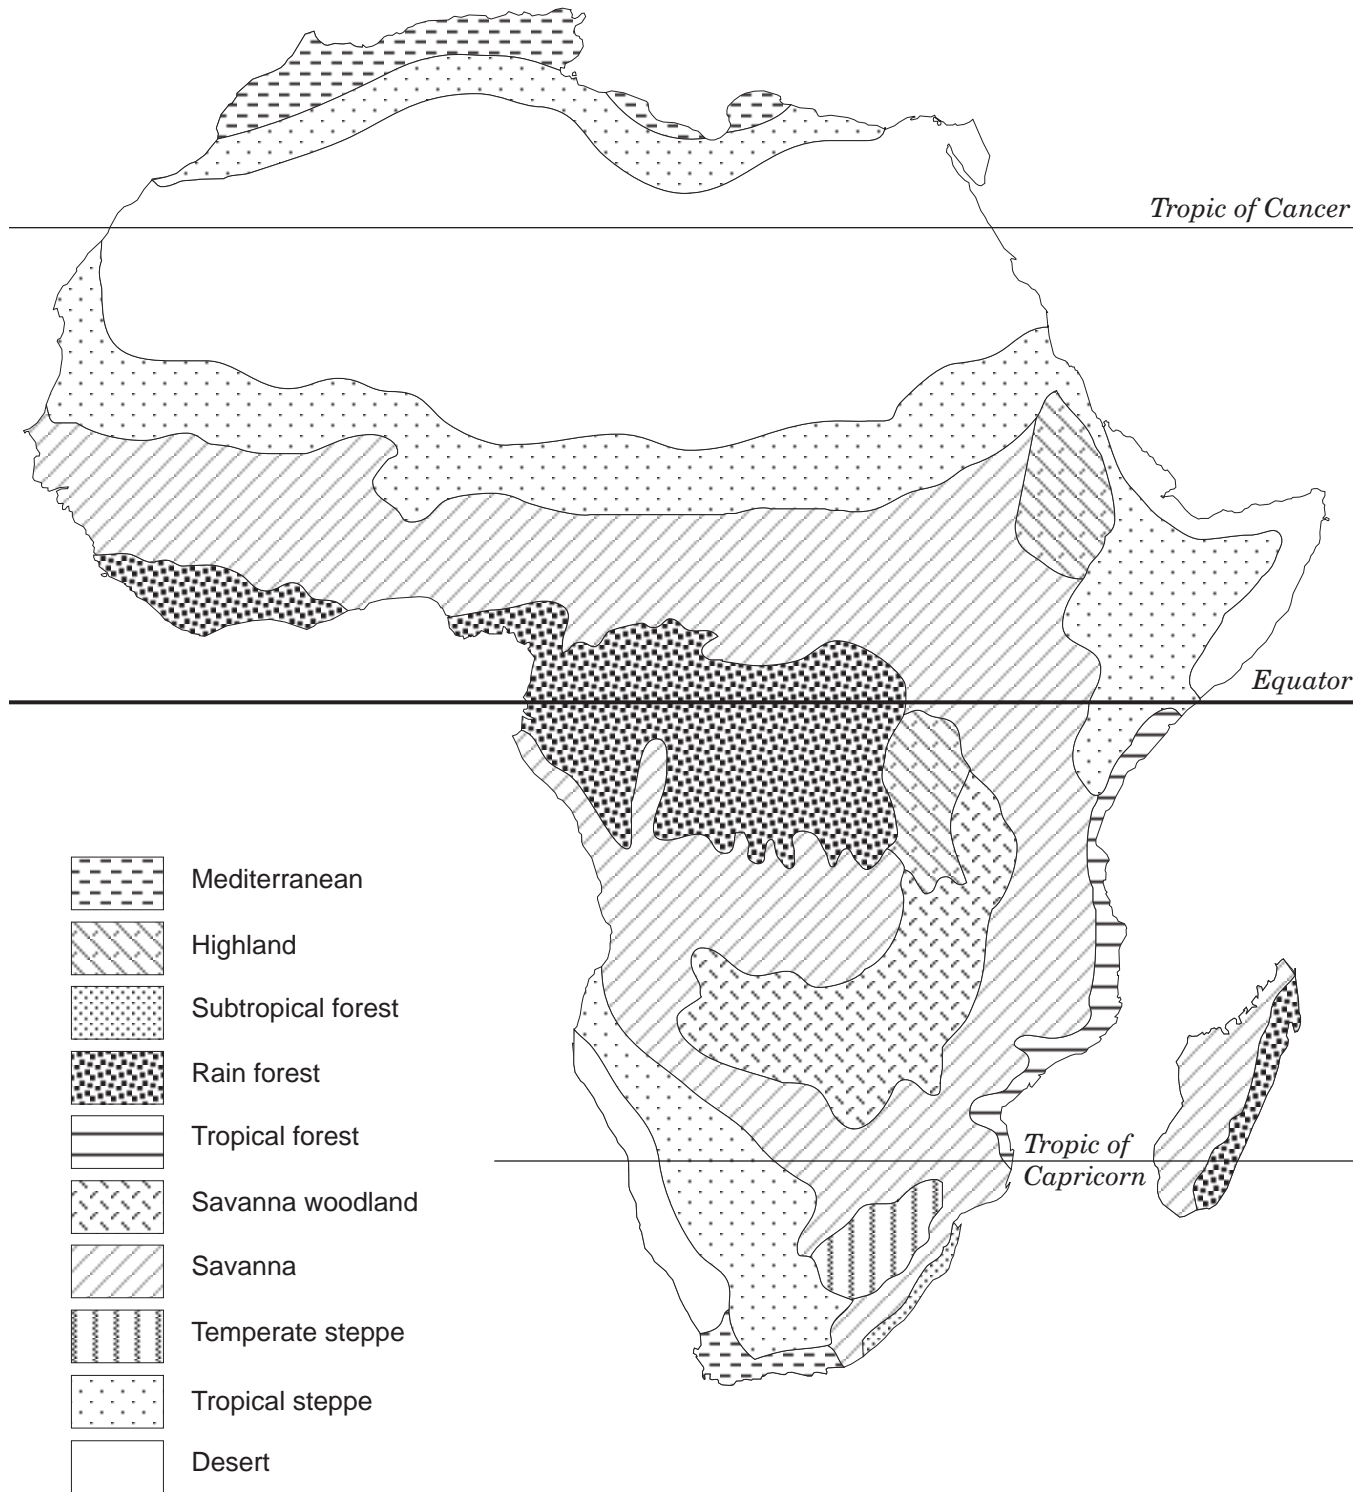 Tropic of Cancer
Equator
Mediterranean
Highland
Subtropical forest
Rain forest
Tropical forest
Tropic of
Capricorn
Savanna woodland
Savanna
Temperate steppe
Tropical steppe
Desert